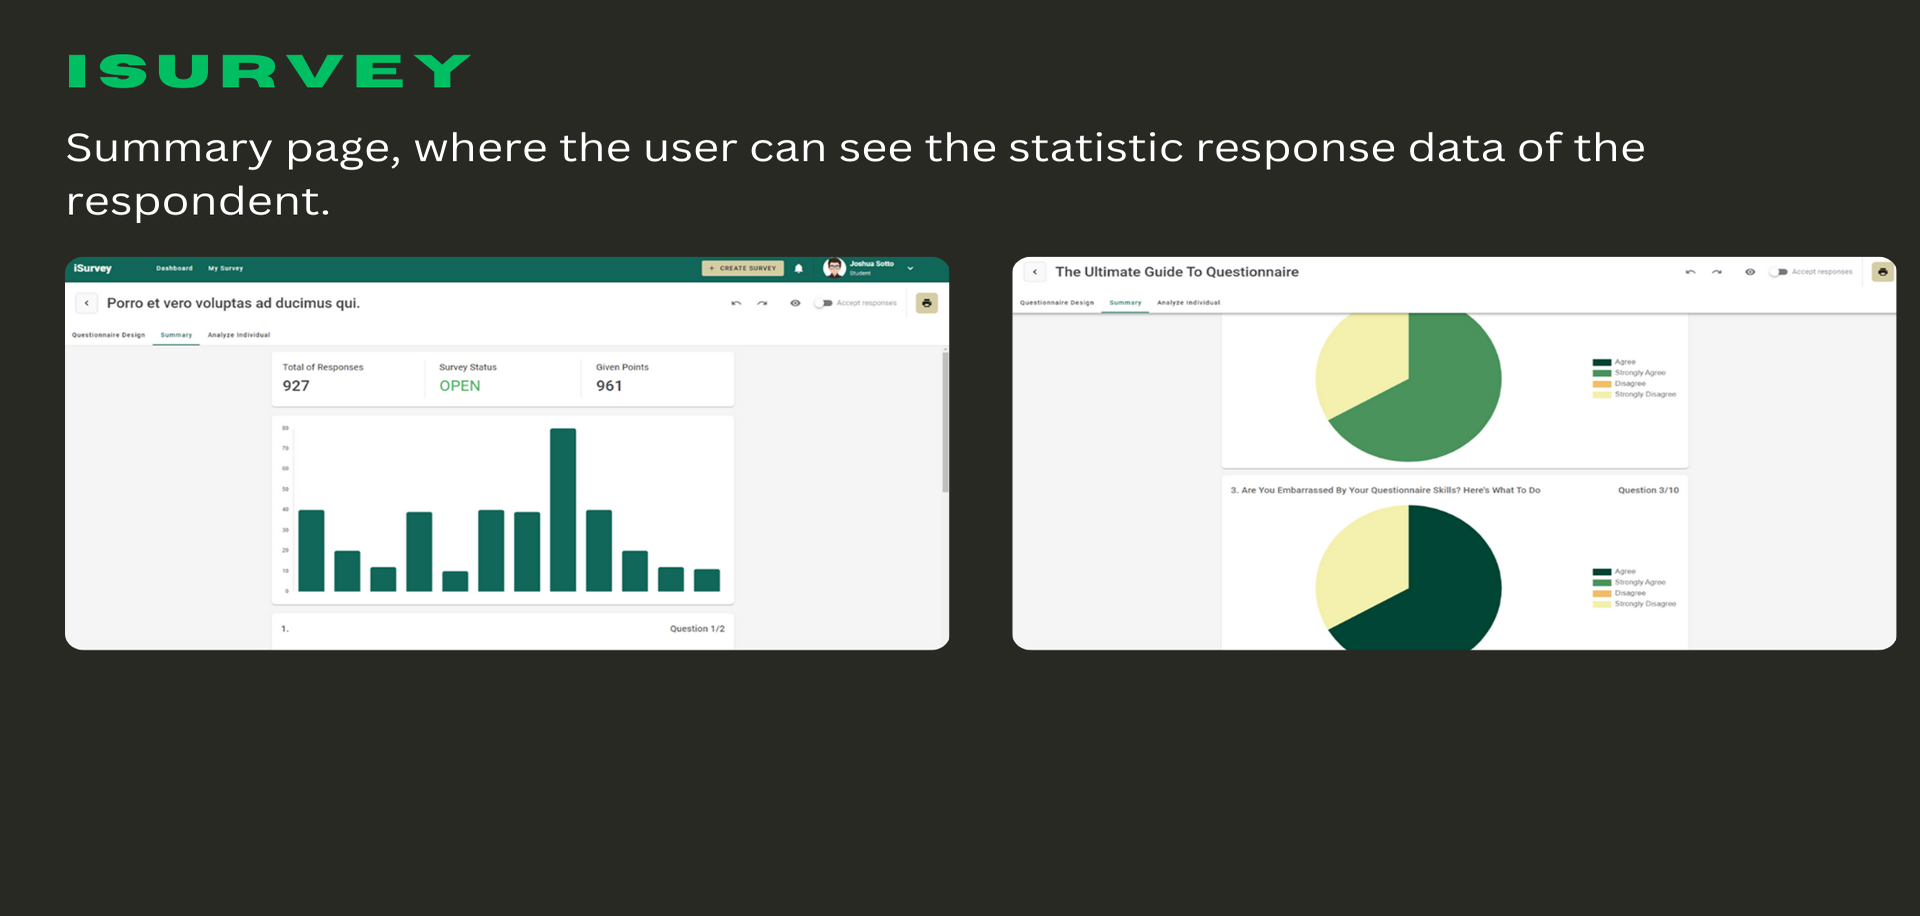 ISURVEY
Summary page, where the user can see the statistic response data of the
respondent.
iSurvey
Dashboard
My Survey
+ CREATE SURVEY
Joshua Sotto
Student
Porro et vero voluptas ad ducimus qui.
Accept responses
Questionnaire Design
Summary
Analyze Individual
Total of Responses
927
Survey Status
OPEN
Given Points
961
80
70
60
50
40
30
20
10
0
1.
Question 1/2
The Ultimate Guide To Questionnaire
Accept responses
Questionnaire Design
Summary
Analyze Individual
Agree
Strongly Agree
Disagree
Strongly Disagree
3. Are You Embarrassed By Your Questionnaire Skills? Here's What To Do
Question 3/10
Agree
Strongly Agree
Disagree
Strongly Disagree